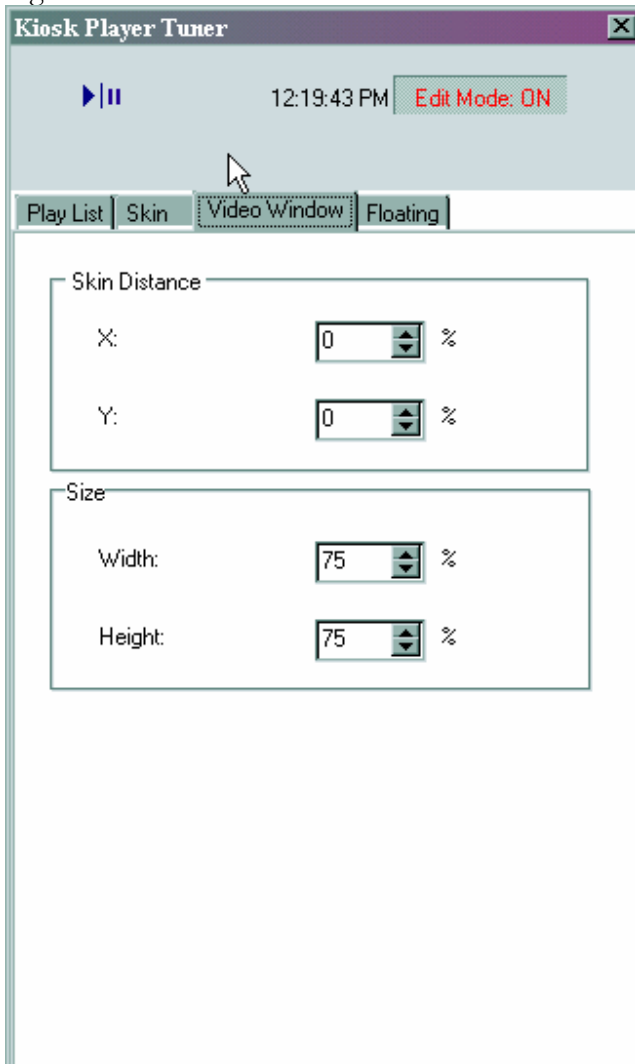 Kiosk Player Tuner
12:19:43 PM Edit Mode: ON
Play List Skin Video Window Floating
Skin Distance
X: 0 %
Y: 0 %
Size
Width: 75 %
Height: 75 %